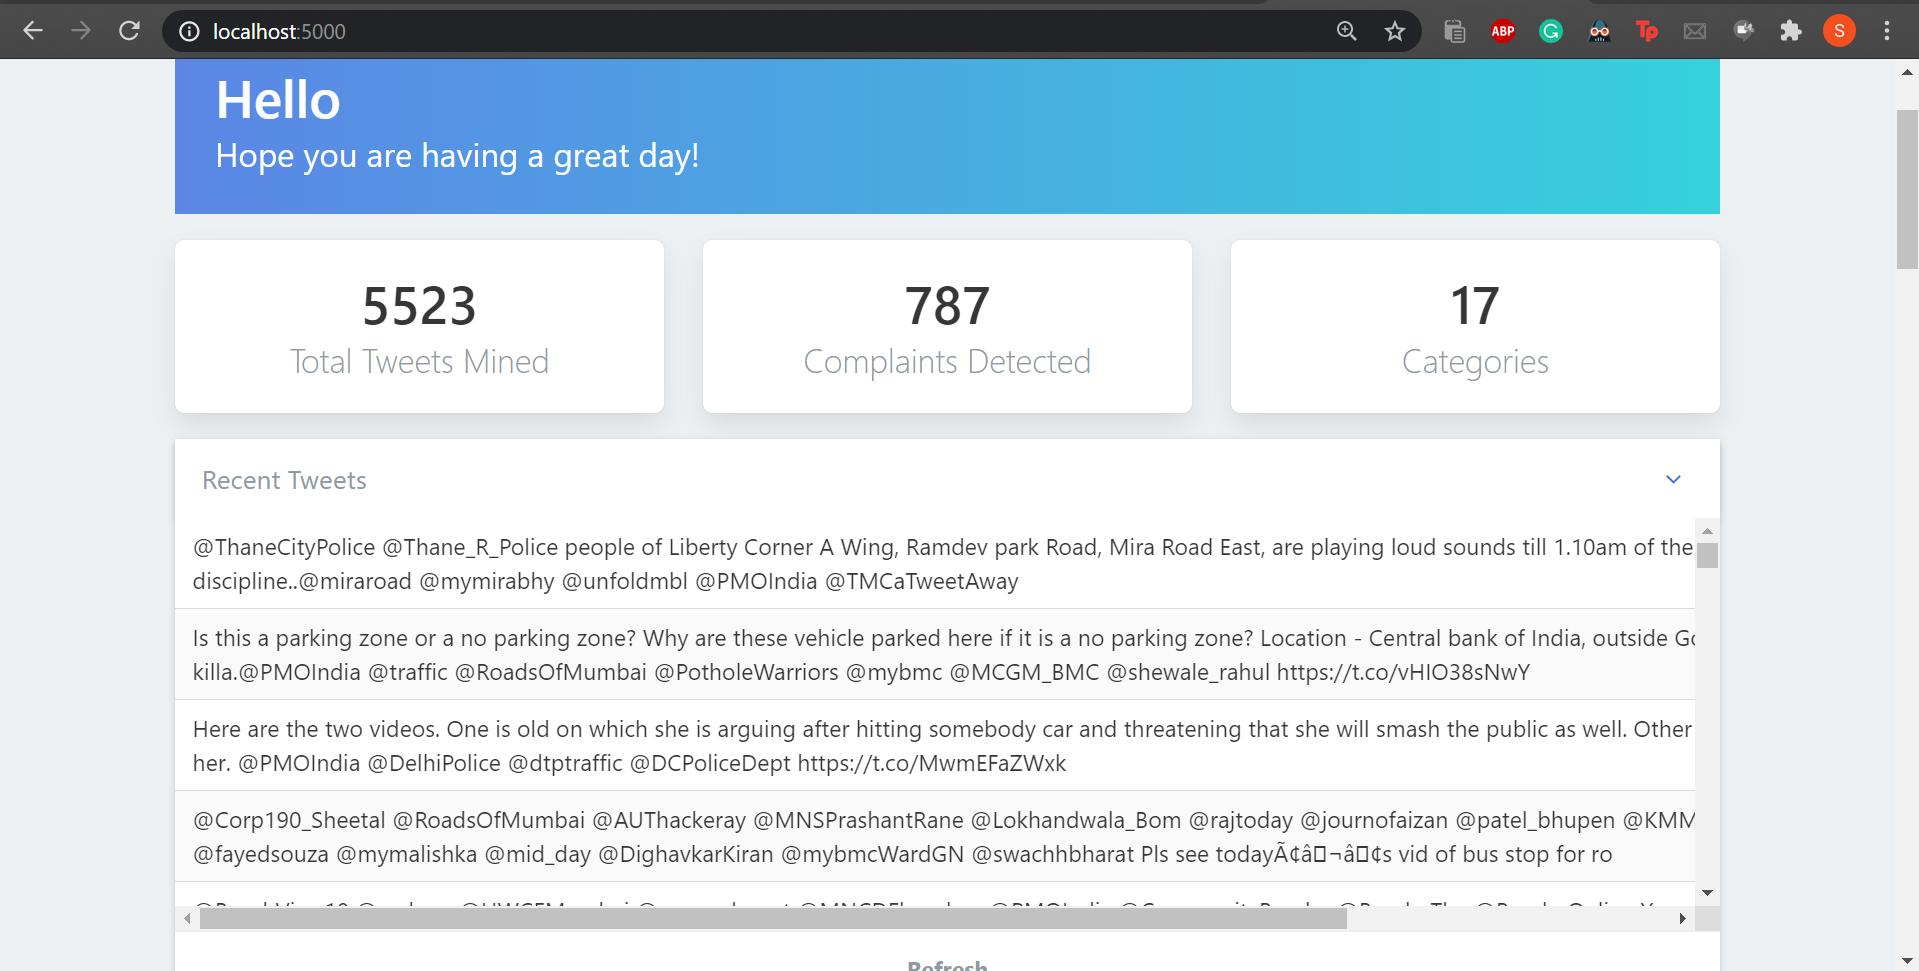 localhost:5000
ABP
G
Tp
S
Hello
Hope you are having a great day!
5523
Total Tweets Mined
787
Complaints Detected
17
Categories
Recent Tweets
@ThaneCityPolice @Thane_R_Police people of Liberty Corner A Wing, Ramdev park Road, Mira Road East, are playing loud sounds till 1.10am of the
discipline..@miraroad @mymirabhy @unfoldmbl @PMOIndia @TMCaTweetAway
Is this a parking zone or a no parking zone? Why are these vehicle parked here if it is a no parking zone? Location - Central bank of India, outside
killa.@PMOIndia @traffic @RoadsOfMumbai @PotholeWarriors @mybmc @MCGM_BMC @shewale_rahul https://t.co/vHIO38sNwY
Here are the two videos. One is old on which she is arguing after hitting somebody car and threatening that she will smash the public as well. Other
her. @PMOIndia @DelhiPolice @dtptraffic @DCPoliceDept https://t.co/MwmEFaZWxk
@Corp190_Sheetal @RoadsOfMumbai @AUThackeray @MNSPrashantRane @Lokhandwala_Bom @rajtoday @journofaizan @patel_bhupen @KMM
@fayedsouza @mymalishka @mid_day @DighavkarKiran @mybmcWardGN @swachhbharat Pls see todayÃ¢â▯¬â▯¢s vid of bus stop for ro
Refresh